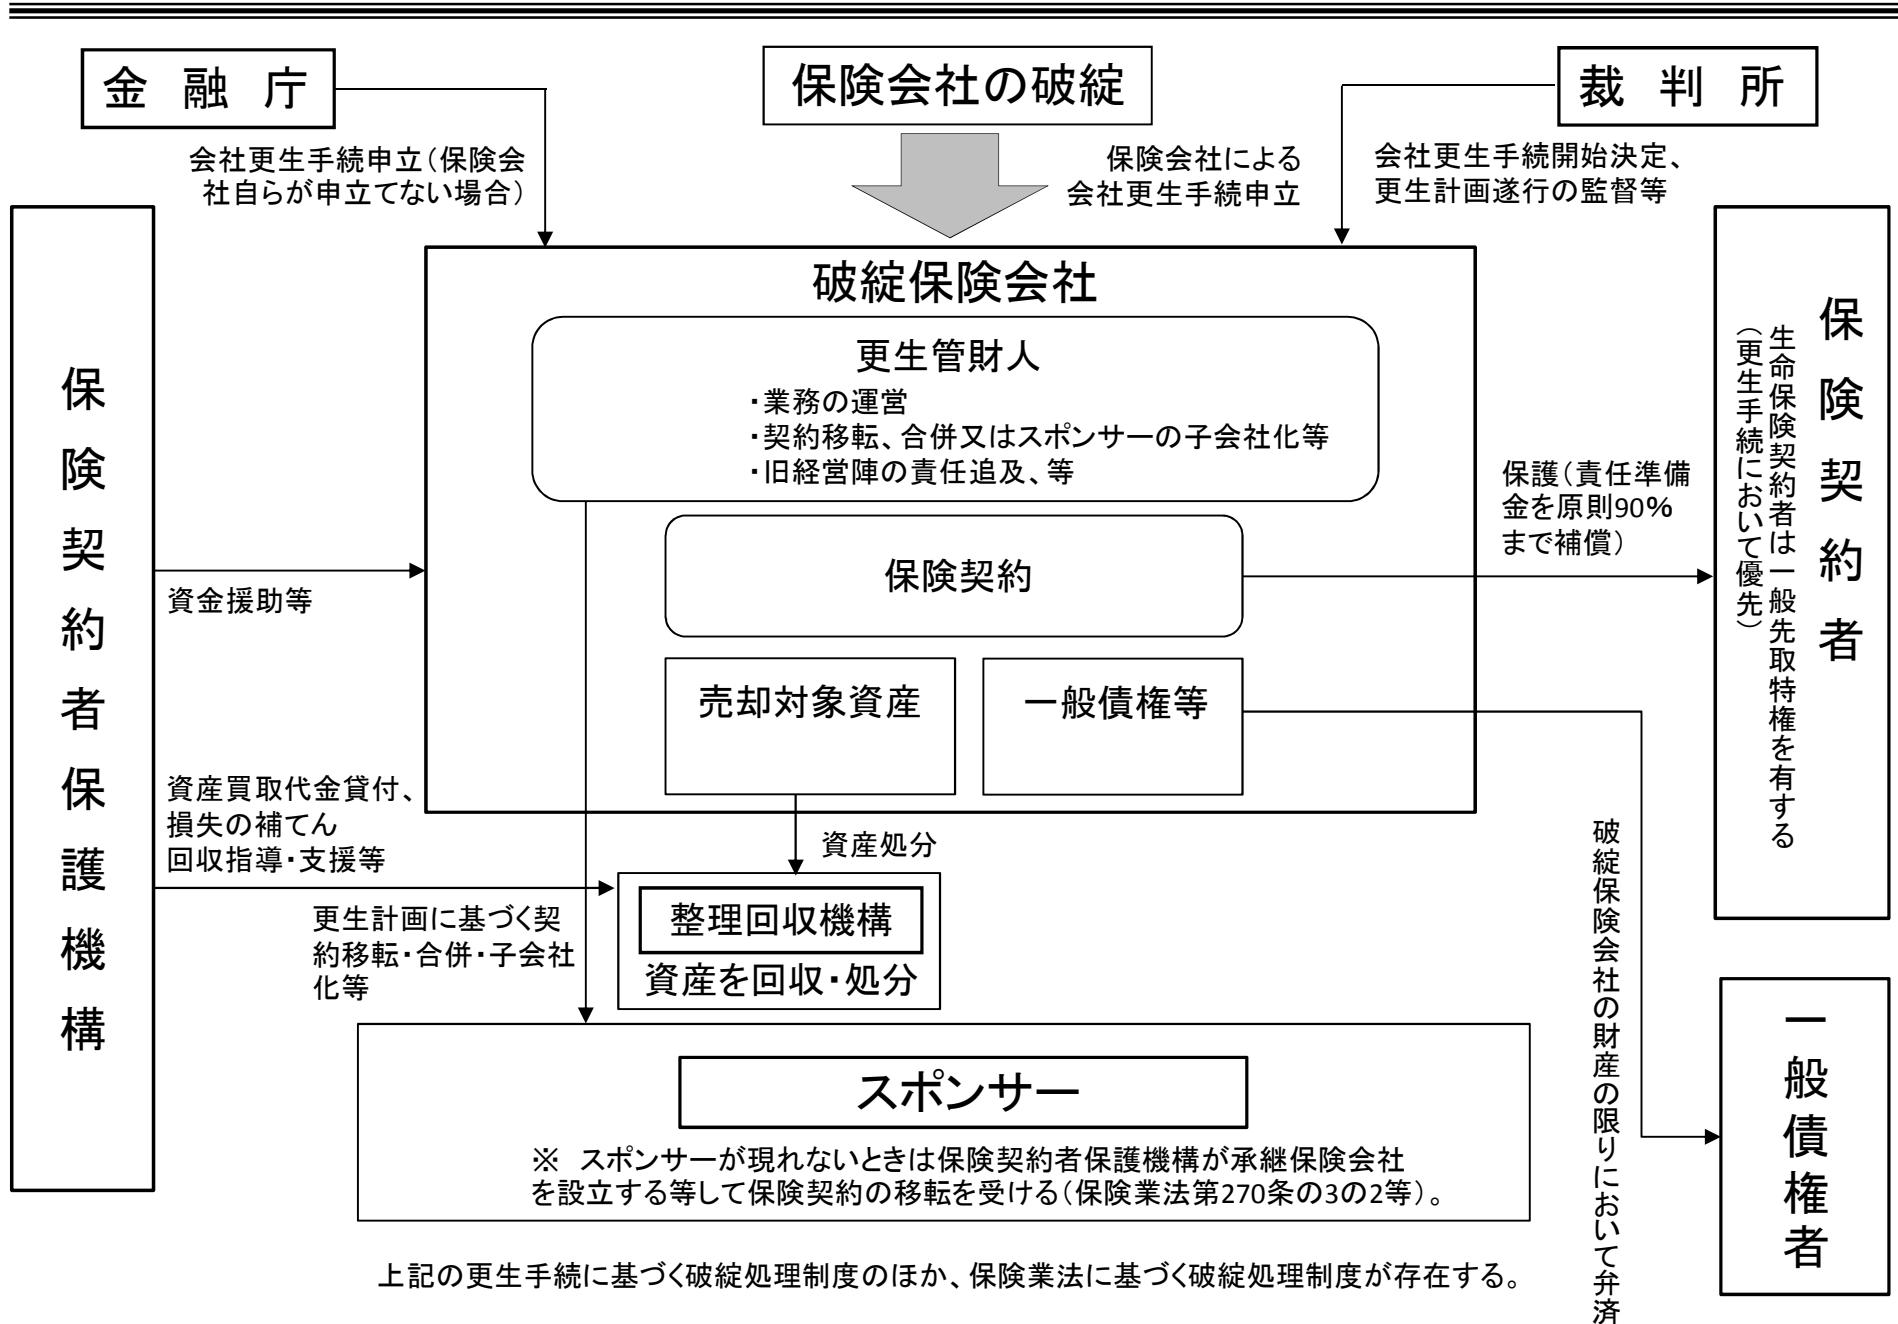 金融庁
保険会社の破綻
裁判所
会社更生手続申立(保険会
社自らが申立てない場合)
保険会社による
会社更生手続申立
会社更生手続開始決定、
更生計画遂行の監督等
保険契約者保護機構
破綻保険会社
更生管財人
・業務の運営
・契約移転、合併又はスポンサーの子会社化等
・旧経営陣の責任追及、等
保険契約
売却対象資産
一般債権等
資金援助等
保護(責任準備
金を原則90%
まで補償)
保険契約者
生命保険契約者は一般先取特権を有する
(更生手続において優先)
資産買取代金貸付、
損失の補てん
回収指導・支援等
資産処分
更生計画に基づく契
約移転・合併・子会社
化等
整理回収機構
資産を回収・処分
破綻保険会社の財産の限りにおいて弁済
一般債権者
スポンサー
※ スポンサーが現れないときは保険契約者保護機構が承継保険会社
を設立する等して保険契約の移転を受ける(保険業法第270条の3の2等)。
上記の更生手続に基づく破綻処理制度のほか、保険業法に基づく破綻処理制度が存在する。